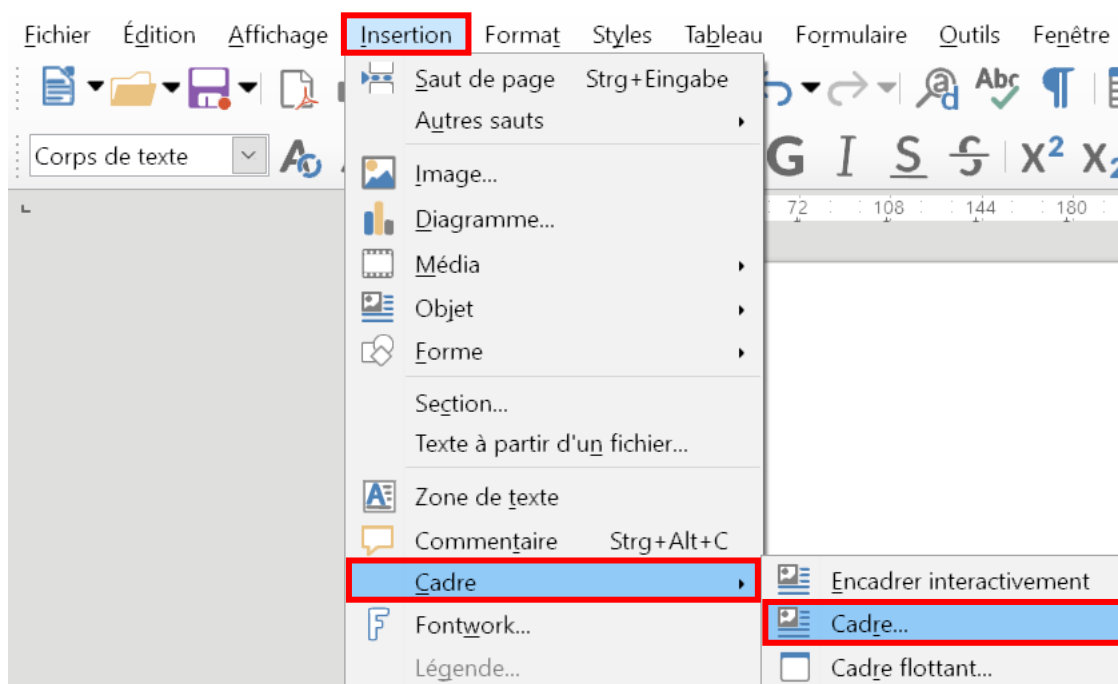 Fichier Édition Affichage Insertion Format Styles Tableau Formulaire Outils Fenêtre
Saut de page Strg+Eingabe
Autres sauts
Corps de texte
G I S S X² X₂
Image...
72 108 144 180
Diagramme...
Média
Objet
Forme
Section...
Texte à partir d'un fichier...
Zone de texte
Commentaire Strg+Alt+C
Cadre
Encadrer interactivement
Cadre...
Fontwork...
Légende...
Cadre flottant...